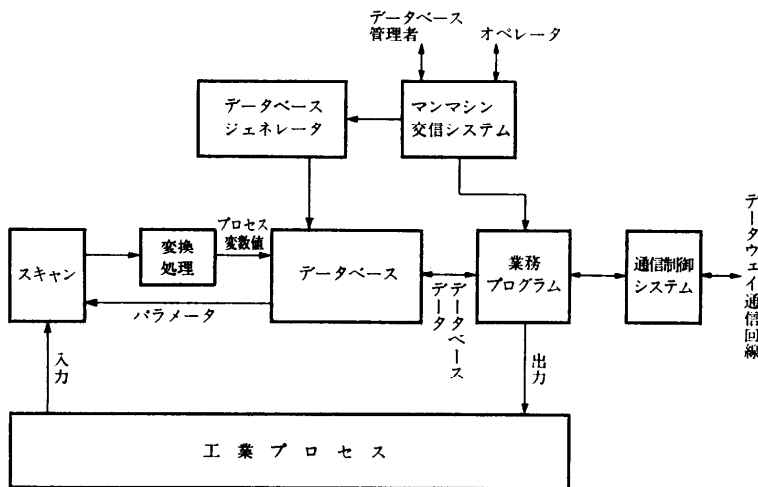 データベース
管理者
オペレータ
データベース
ジェネレータ
マンマシン
交信システム
スキャン
変換
処理
プロセス
変数値
データベース
業務
プログラム
通信制御
システム
データウェイ通信回線
パラメータ
データベース
データ
入力
出力
工業プロセス